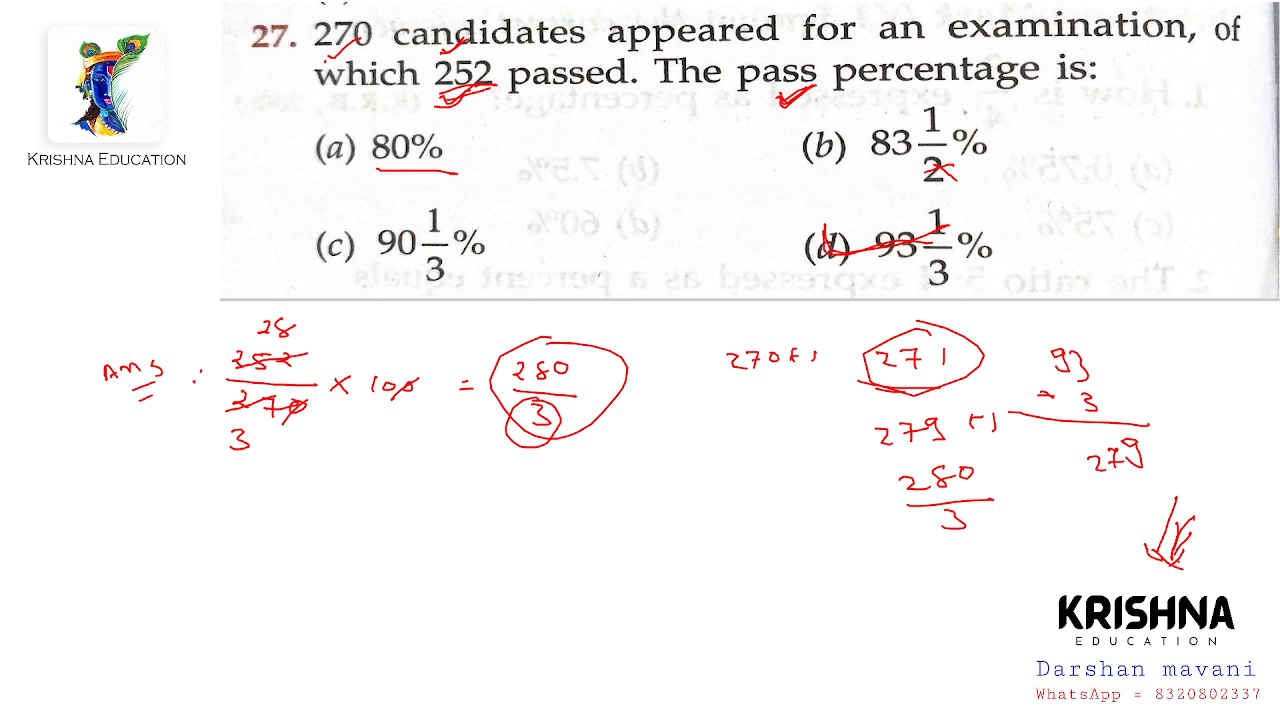 27. 270 candidates appeared for an examination, of
which 252 passed. The pass percentage is:
(a) 80%
(b) 83 1/2 %
(c) 90 1/3 %
(d) 93 1/3 %
KRISHNA EDUCATION
28
Ans : 252/270 × 100 = 280/3
3
270+1 271
279+1
280/3
93
× 3
279
KRISHNA
EDUCATION
Darshan mavani
WhatsApp = 8320802337